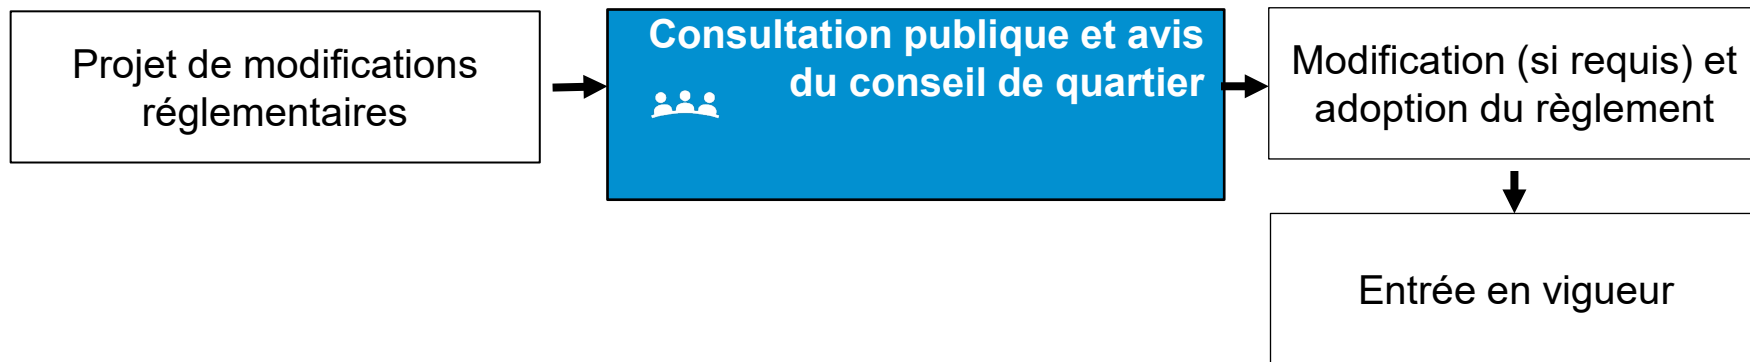 Projet de modifications
réglementaires
Consultation publique et avis
du conseil de quartier
Modification (si requis) et
adoption du règlement
Entrée en vigueur